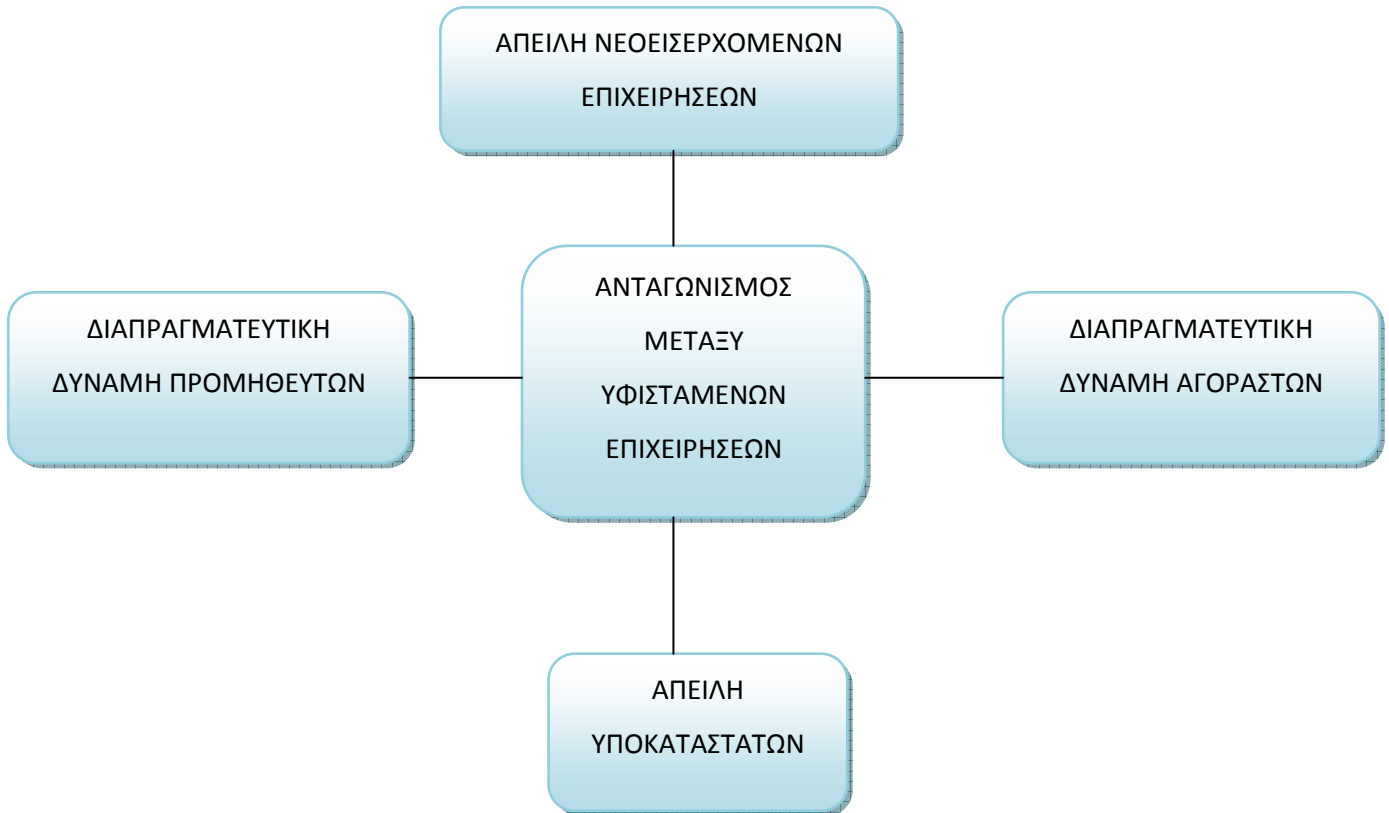 ΑΠΕΙΛΗ ΝΕΟΕΙΣΕΡΧΟΜΕΝΩΝ
ΕΠΙΧΕΙΡΗΣΕΩΝ
ΔΙΑΠΡΑΓΜΑΤΕΥΤΙΚΗ
ΔΥΝΑΜΗ ΠΡΟΜΗΘΕΥΤΩΝ
ΑΝΤΑΓΩΝΙΣΜΟΣ
ΜΕΤΑΞΥ
ΥΦΙΣΤΑΜΕΝΩΝ
ΕΠΙΧΕΙΡΗΣΕΩΝ
ΔΙΑΠΡΑΓΜΑΤΕΥΤΙΚΗ
ΔΥΝΑΜΗ ΑΓΟΡΑΣΤΩΝ
ΑΠΕΙΛΗ
ΥΠΟΚΑΤΑΣΤΑΤΩΝ